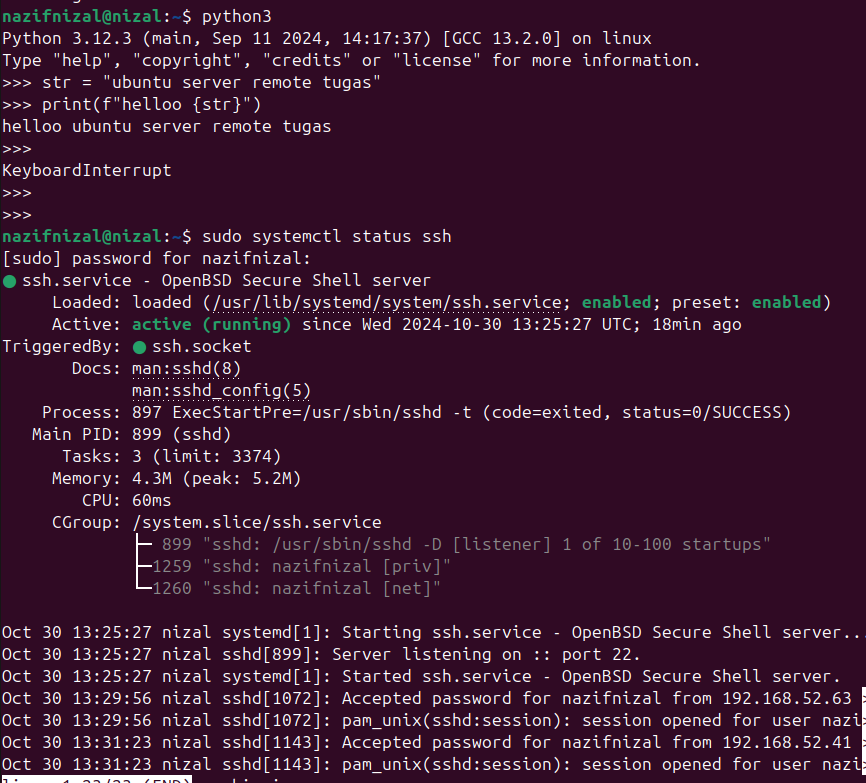 nazifnizal@nizal:~$ python3
Python 3.12.3 (main, Sep 11 2024, 14:17:37) [GCC 13.2.0] on linux
Type "help", "copyright", "credits" or "license" for more information.
>>> str = "ubuntu server remote tugas"
>>> print(f"helloo {str}")
helloo ubuntu server remote tugas
>>>
KeyboardInterrupt
>>>
>>>
nazifnizal@nizal:~$ sudo systemctl status ssh
[sudo] password for nazifnizal:
● ssh.service - OpenBSD Secure Shell server
Loaded: loaded (/usr/lib/systemd/system/ssh.service; enabled; preset: enabled)
Active: active (running) since Wed 2024-10-30 13:25:27 UTC; 18min ago
TriggeredBy: ● ssh.socket
Docs: man:sshd(8)
man:sshd_config(5)
Process: 897 ExecStartPre=/usr/sbin/sshd -t (code=exited, status=0/SUCCESS)
Main PID: 899 (sshd)
Tasks: 3 (limit: 3374)
Memory: 4.3M (peak: 5.2M)
CPU: 60ms
CGroup: /system.slice/ssh.service
├─ 899 "sshd: /usr/sbin/sshd -D [listener] 1 of 10-100 startups"
├─1259 "sshd: nazifnizal [priv]"
└─1260 "sshd: nazifnizal [net]"
Oct 30 13:25:27 nizal systemd[1]: Starting ssh.service - OpenBSD Secure Shell server...
Oct 30 13:25:27 nizal sshd[899]: Server listening on :: port 22.
Oct 30 13:25:27 nizal systemd[1]: Started ssh.service - OpenBSD Secure Shell server.
Oct 30 13:29:56 nizal sshd[1072]: Accepted password for nazifnizal from 192.168.52.63 >
Oct 30 13:29:56 nizal sshd[1072]: pam_unix(sshd:session): session opened for user nazi>
Oct 30 13:31:23 nizal sshd[1143]: Accepted password for nazifnizal from 192.168.52.41 >
Oct 30 13:31:23 nizal sshd[1143]: pam_unix(sshd:session): session opened for user nazi>